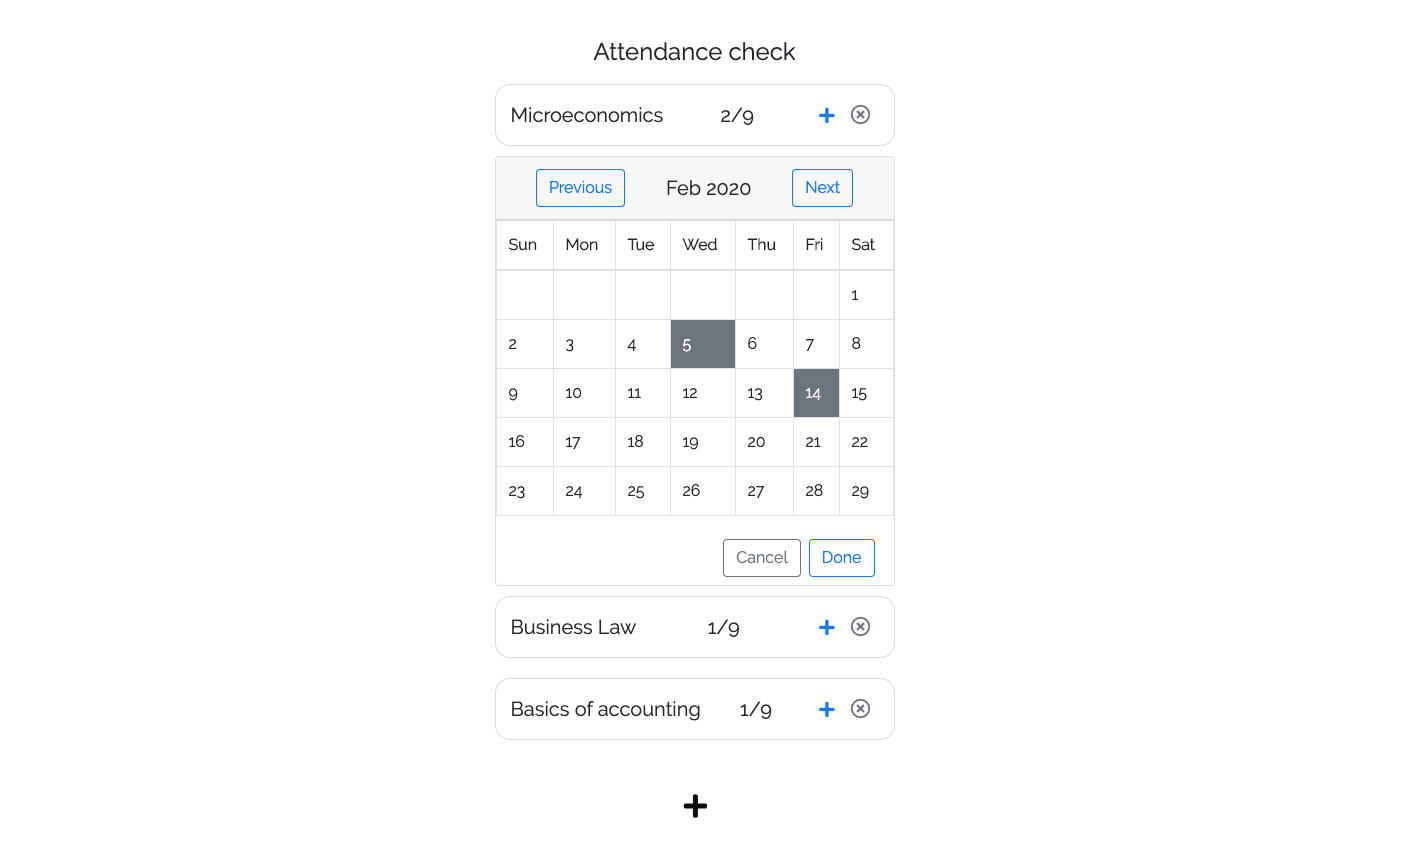 Attendance check
Microeconomics 2/9
Previous Feb 2020 Next
Sun Mon Tue Wed Thu Fri Sat
1
2 3 4 5 6 7 8
9 10 11 12 13 14 15
16 17 18 19 20 21 22
23 24 25 26 27 28 29
Cancel Done
Business Law 1/9
Basics of accounting 1/9